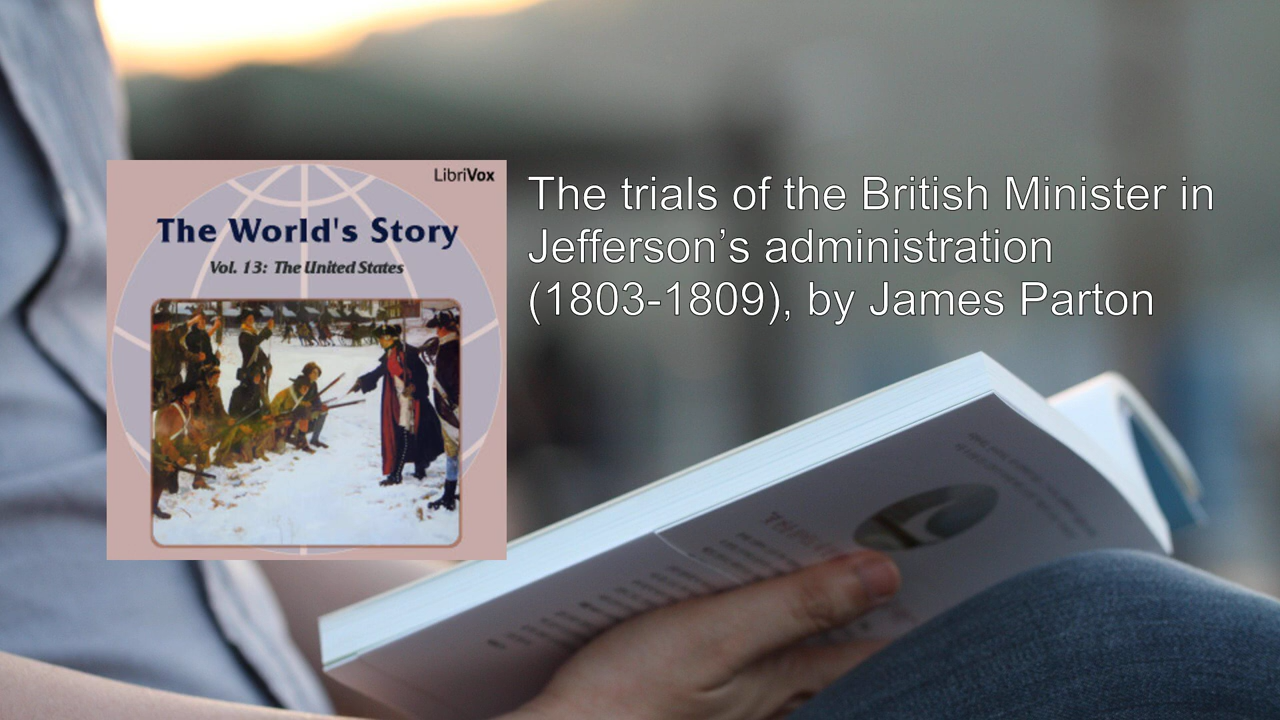 LibriVox
The World's Story
Vol. 13: The United States
The trials of the British Minister in
Jefferson’s administration
(1803-1809), by James Parton